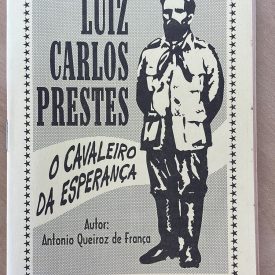 LUIZ
CARLOS
PRESTES
O CAVALEIRO
DA ESPERANÇA
Autor:
Antonio Queiroz de França